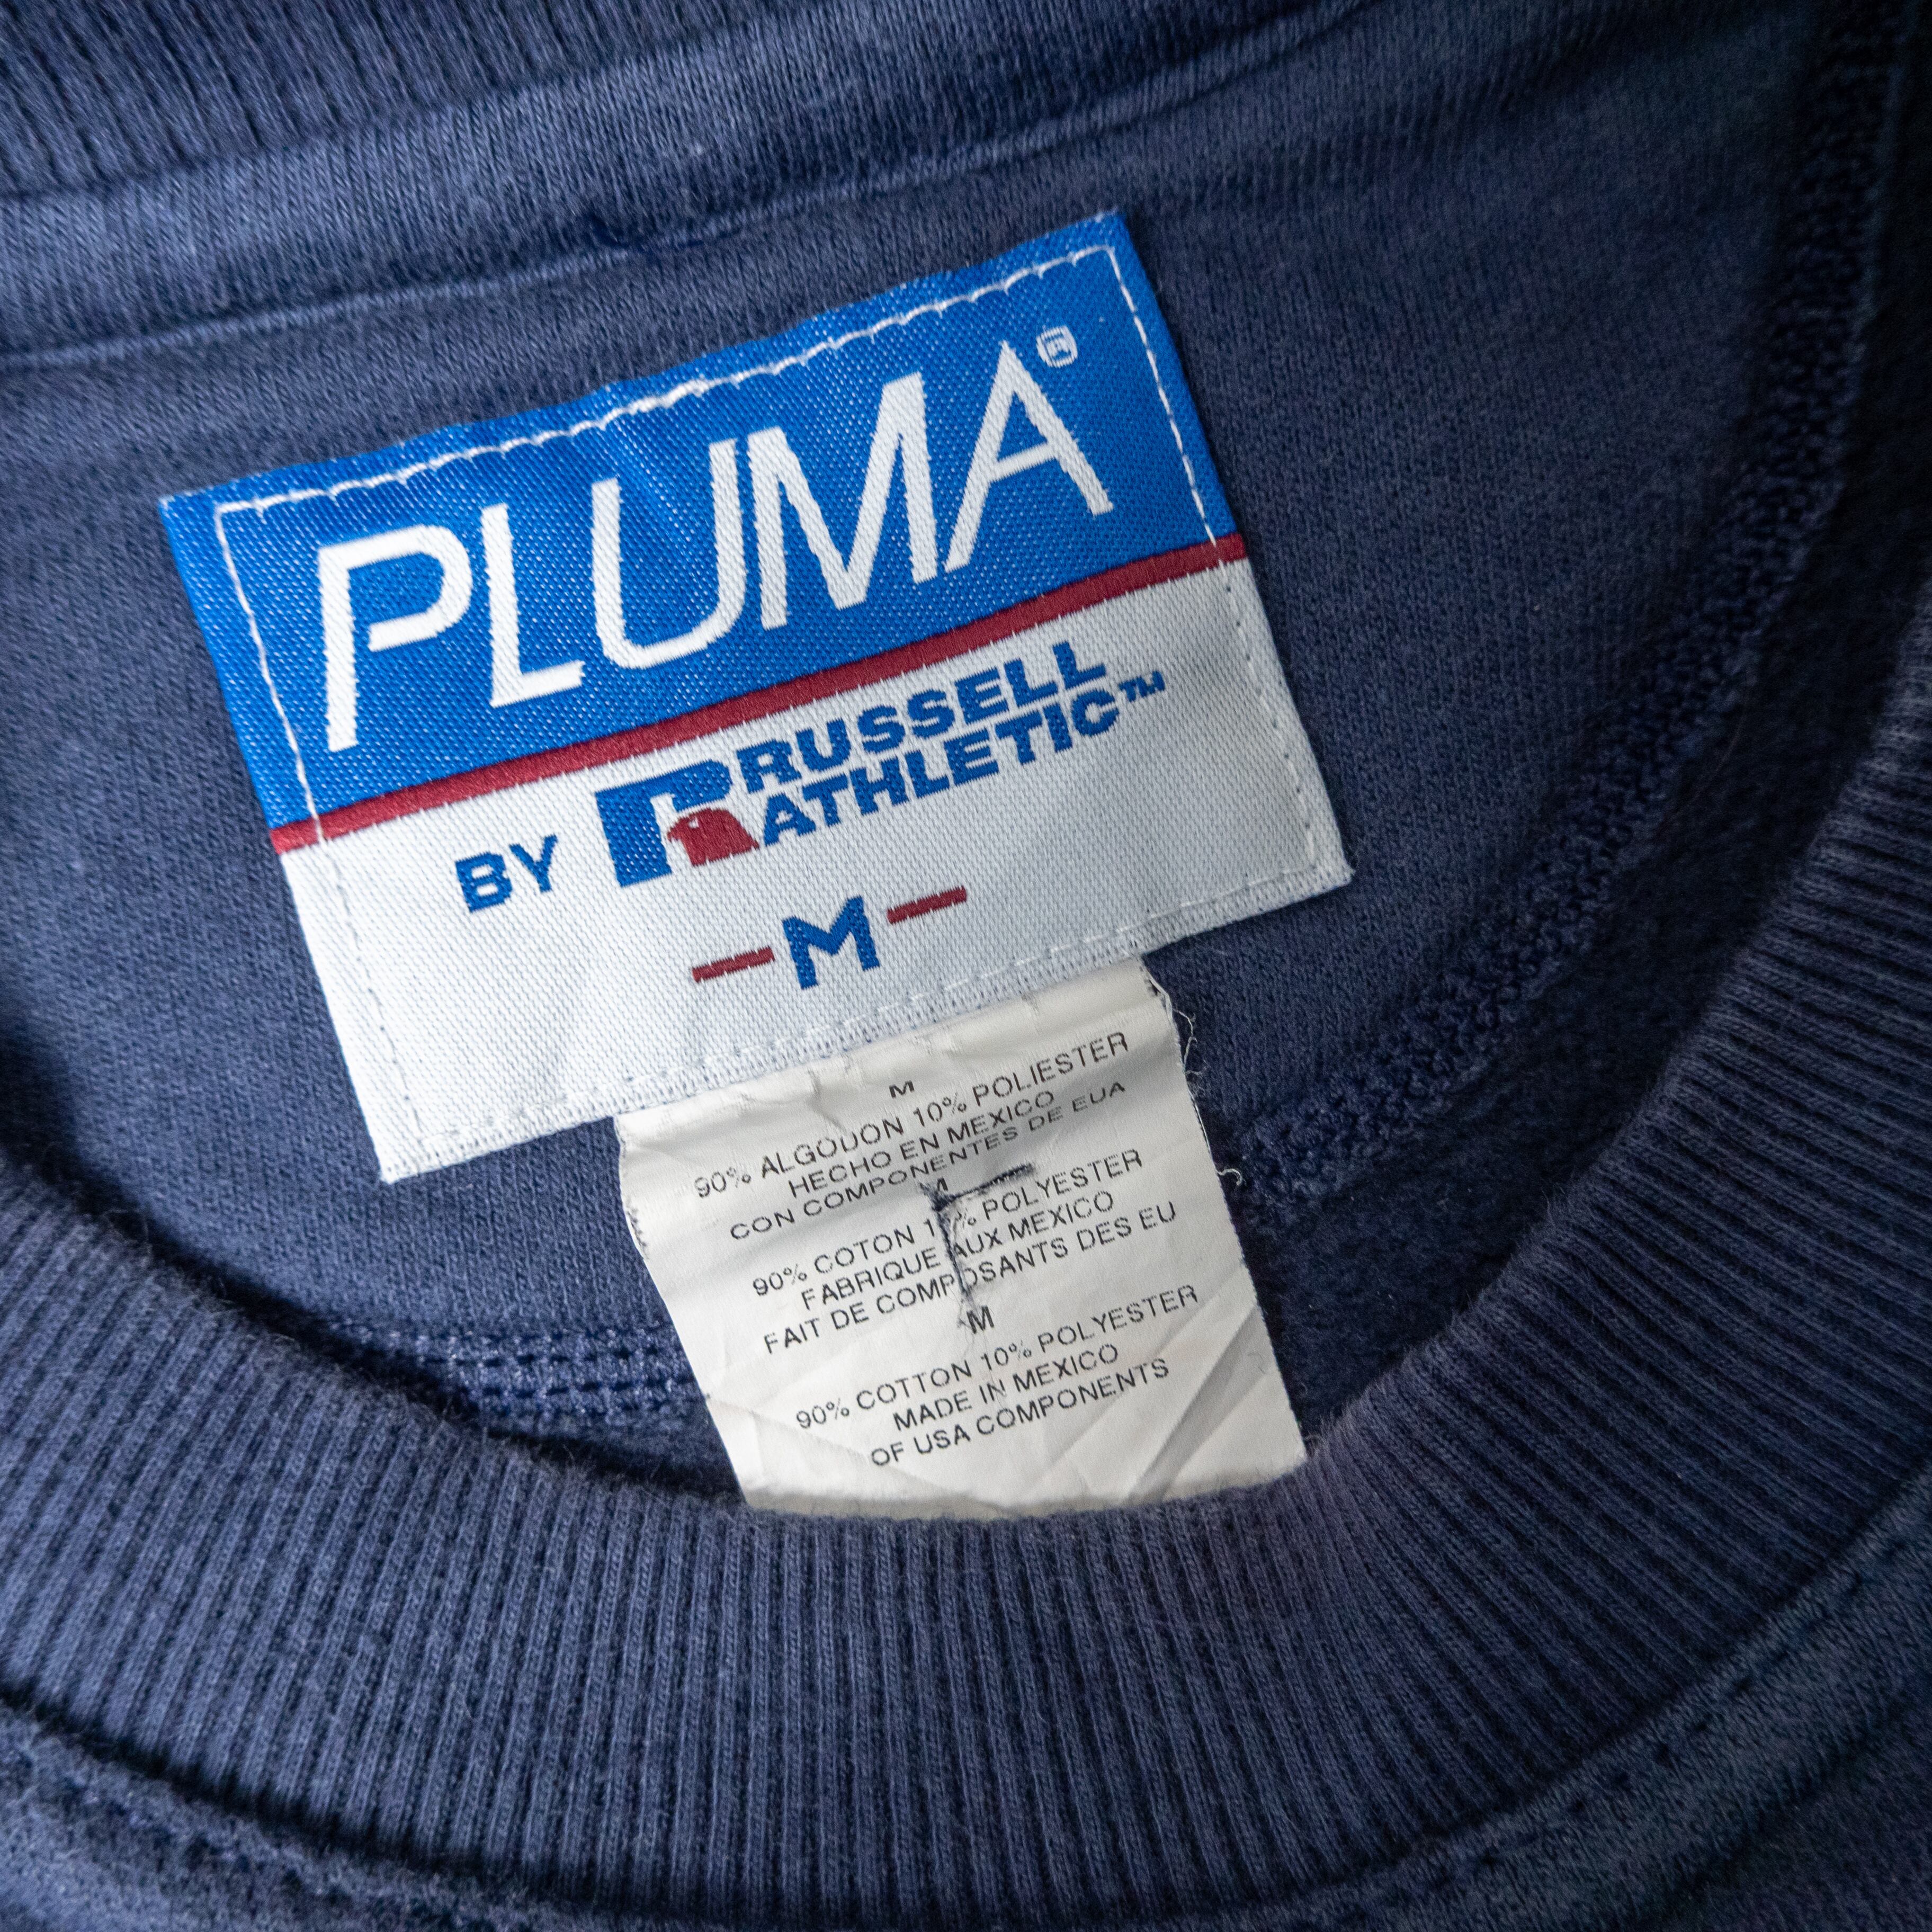 PLUMA®
BY RUSSELL
ATHLETIC™
-M-
M
90% ALGODON 10% POLIESTER
HECHO EN MEXICO
CON COMPONENTES DE EUA
M
90% COTON 10% POLYESTER
FABRIQUE AUX MEXICO
FAIT DE COMPOSANTS DES EU
M
90% COTTON 10% POLYESTER
MADE IN MEXICO
OF USA COMPONENTS